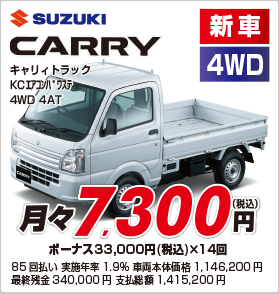 SUZUKI
新車
CARRY
4WD
キャリィトラック
KCｴｱｺﾝﾊﾟﾜｽﾃ
4WD 4AT
月々7,300円(税込)
ボーナス33,000円(税込)×14回
85回払い 実施年率 1.9% 車両本体価格 1,146,200円
最終残金 340,000円 支払総額 1,415,200円